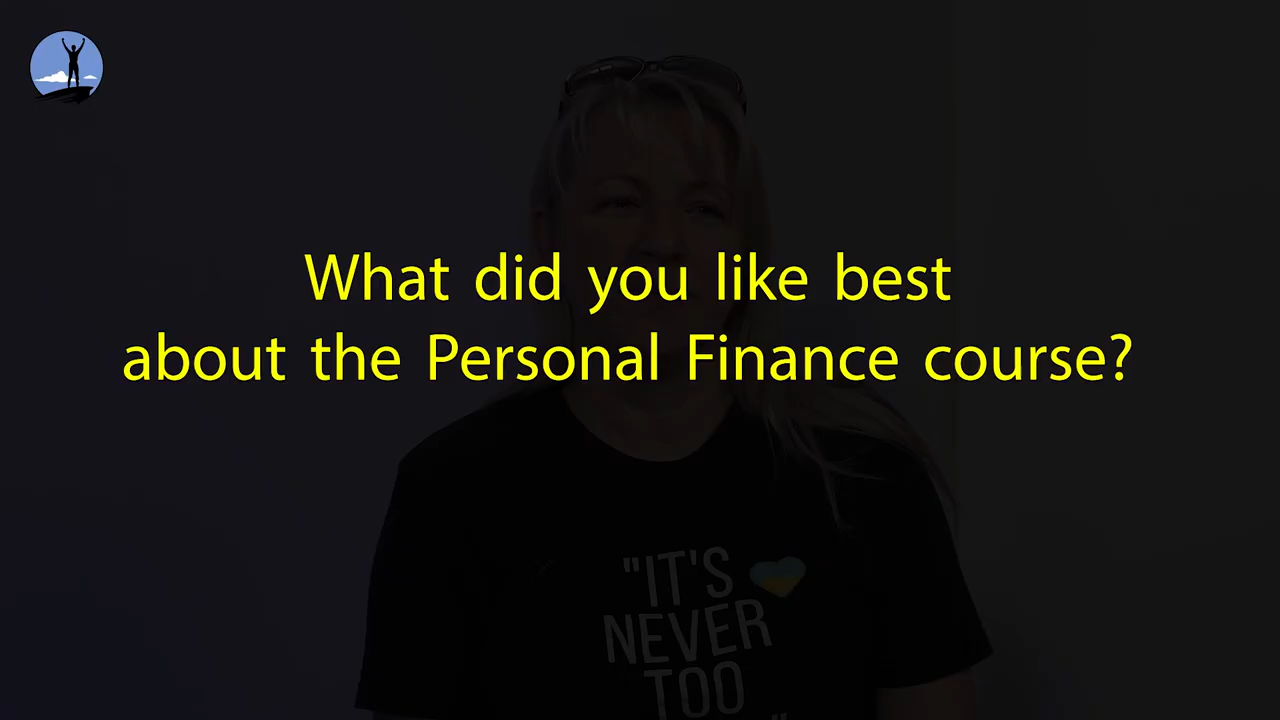 What did you like best
about the Personal Finance course?
"IT'S
NEVER
TOO